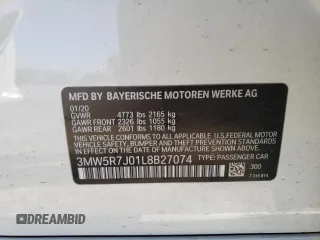 MFD BY BAYERISCHE MOTOREN WERKE AG
01/20
GVWR: 4773 lbs 2165 kg
GAWR FRONT 2326 lbs 1055 kg
GAWR REAR 2601 lbs 1180 kg
THIS VEHICLE CONFORMS TO ALL APPLICABLE U.S. FEDERAL MOTOR
VEHICLE SAFETY, BUMPER, AND THEFT PREVENTION STANDARDS
IN EFFECT ON THE DATE OF MANUFACTURE SHOWN ABOVE.
3MW5R7J01L8B27074 TYPE: PASSENGER CAR
300
DREAMBID
DREAMBID.COM